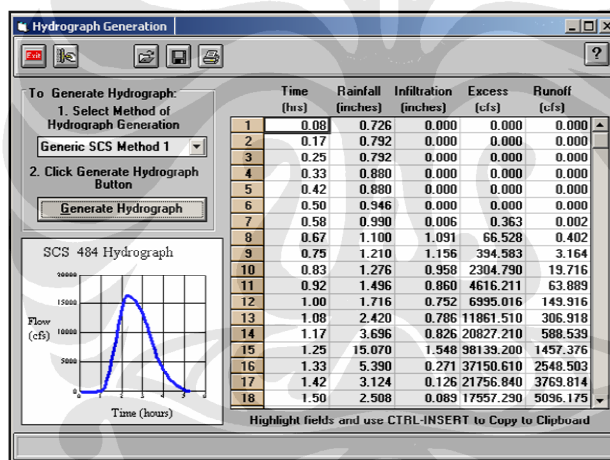 Hydrograph Generation
Exit
?
To Generate Hydrograph:
1. Select Method of
Hydrograph Generation
Generic SCS Method 1
2. Click Generate Hydrograph
Button
Generate Hydrograph
SCS 484 Hydrograph
20000
15000
10000
5000
0
Flow
(cfs)
0 1 2 3 4 5 6
Time (hours)
Time Rainfall Infiltration Excess Runoff
(hrs) (inches) (inches) (cfs) (cfs)
1 0.08 0.726 0.000 0.000 0.000
2 0.17 0.792 0.000 0.000 0.000
3 0.25 0.792 0.000 0.000 0.000
4 0.33 0.880 0.000 0.000 0.000
5 0.42 0.880 0.000 0.000 0.000
6 0.50 0.946 0.000 0.000 0.000
7 0.58 0.990 0.006 0.363 0.002
8 0.67 1.100 1.091 66.528 0.402
9 0.75 1.210 1.156 394.583 3.164
10 0.83 1.276 0.958 2304.790 19.716
11 0.92 1.496 0.860 4616.211 63.889
12 1.00 1.716 0.752 6995.016 149.916
13 1.08 2.420 0.786 11861.510 306.918
14 1.17 3.696 0.826 20827.210 588.539
15 1.25 15.070 1.548 98139.200 1457.376
16 1.33 5.390 0.271 37150.610 2548.503
17 1.42 3.124 0.126 21756.840 3769.814
18 1.50 2.508 0.089 17557.290 5096.175
Highlight fields and use CTRL-INSERT to Copy to Clipboard